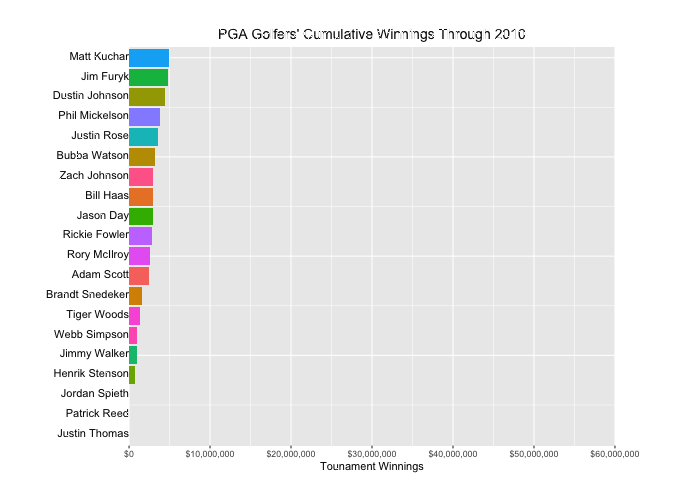 PGA Golfers' Cumulative Winnings Through 2010
Matt Kuchar
Jim Furyk
Dustin Johnson
Phil Mickelson
Justin Rose
Bubba Watson
Zach Johnson
Bill Haas
Jason Day
Rickie Fowler
Rory McIlroy
Adam Scott
Brandt Snedeker
Tiger Woods
Webb Simpson
Jimmy Walker
Henrik Stenson
Jordan Spieth
Patrick Reed
Justin Thomas
$0 $10,000,000 $20,000,000 $30,000,000 $40,000,000 $50,000,000 $60,000,000
Tounament Winnings